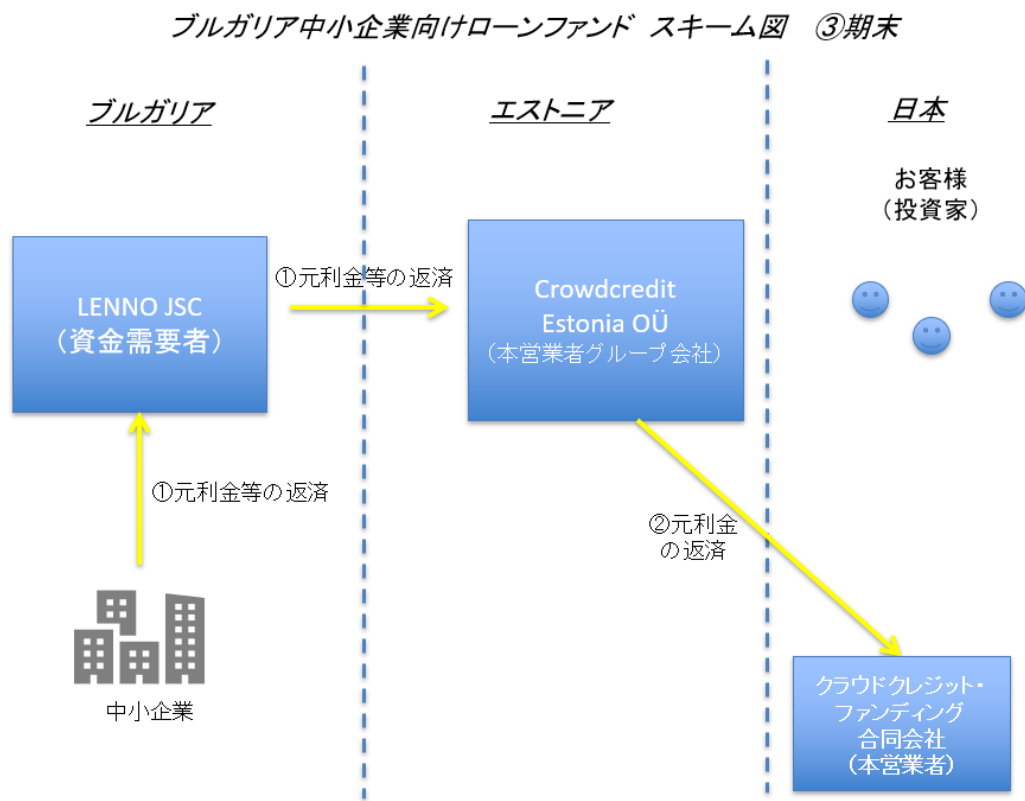 ブルガリア中小企業向けローンファンド スキーム図 ③期末
ブルガリア
エストニア
日本
お客様
（投資家）
LENNO JSC
（資金需要者）
①元利金等の返済
Crowdcredit
Estonia OÜ
（本営業者グループ会社）
①元利金等の返済
②元利金
の返済
中小企業
クラウドクレジット・
ファンディング
合同会社
（本営業者）